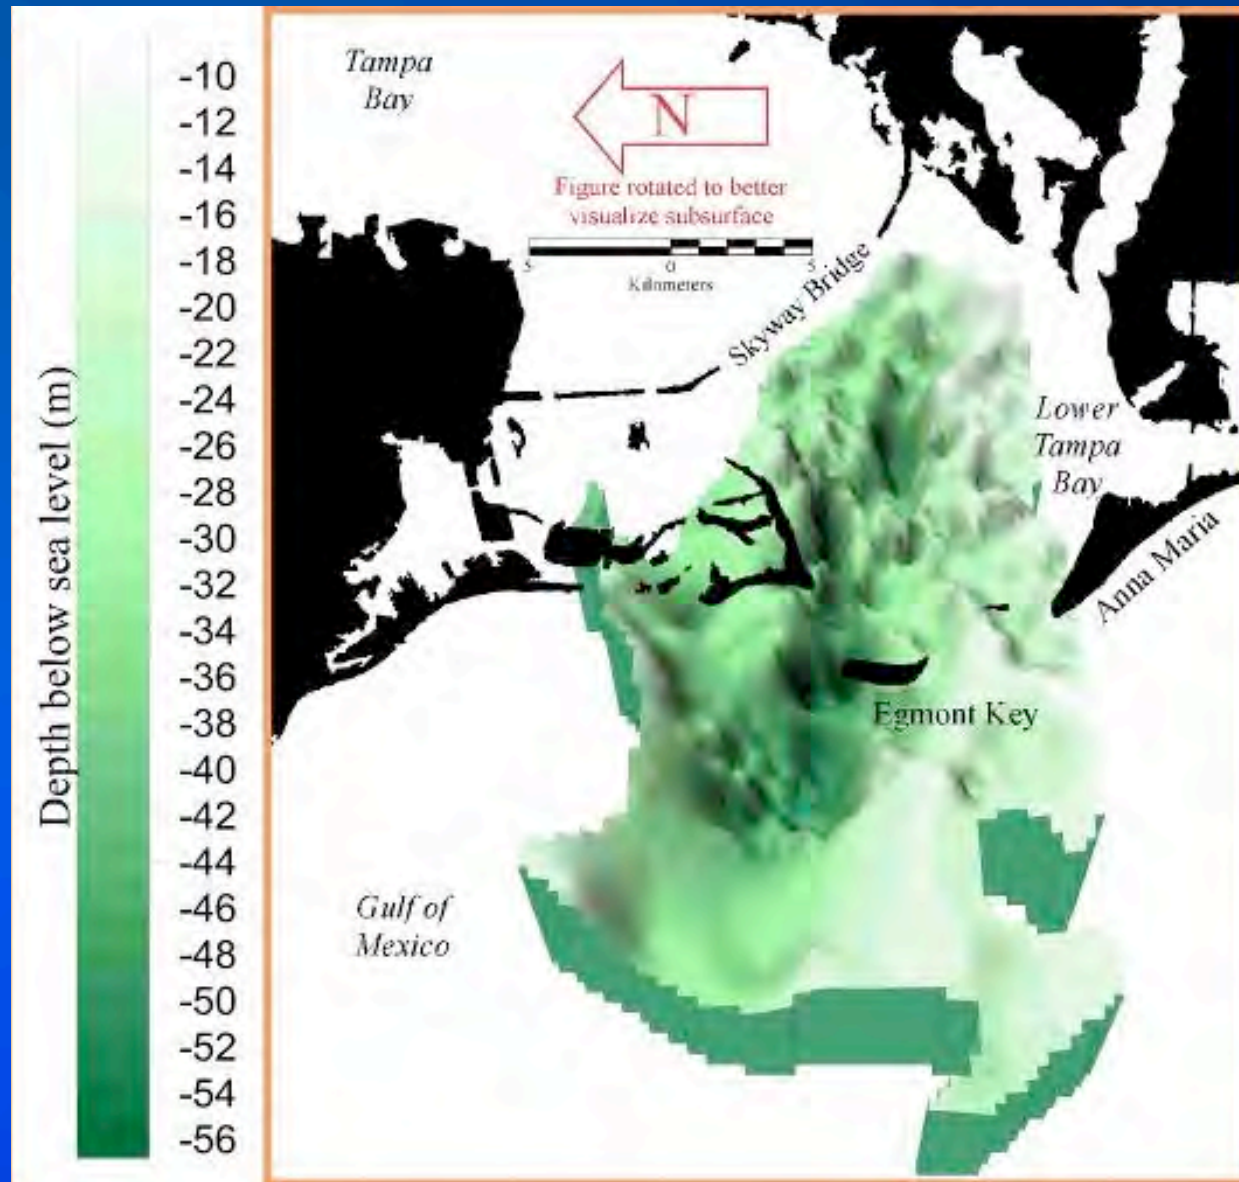 Depth below sea level (m)
-10
-12
-14
-16
-18
-20
-22
-24
-26
-28
-30
-32
-34
-36
-38
-40
-42
-44
-46
-48
-50
-52
-54
-56
Tampa
Bay
N
Figure rotated to better
visualize subsurface
5 0 5
Kilometers
Skyway Bridge
Lower
Tampa
Bay
Anna Maria
Egmont Key
Gulf of
Mexico